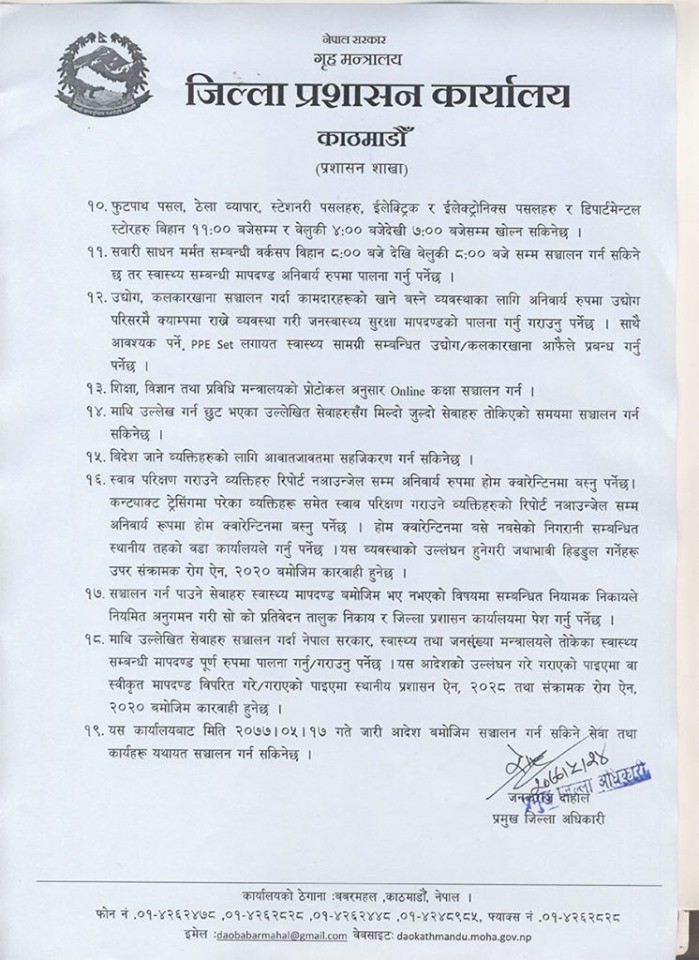 नेपाल सरकार
गृह मन्त्रालय
जिल्ला प्रशासन कार्यालय
काठमाडौँ
(प्रशासन शाखा)
१०. फुटपाथ पसल, ठेला व्यापार, स्टेशनरी पसलहरु, ईलेक्ट्रिक र ईलेक्ट्रोनिक्स पसलहरु र डिपार्टमेन्टल
स्टोरहरु बिहान ११:०० बजेसम्म र बेलुकी ४:०० बजेदेखी ७:०० बजेसम्म खोल्न सकिनेछ ।
११. सवारी साधन मर्मत सम्बन्धी वर्कसप विहान ८:०० बजे देखि बेलुकी ८:०० बजे सम्म सञ्चालन गर्न सकिने
छ तर स्वास्थ्य सम्बन्धी मापदण्ड अनिवार्य रुपमा पालना गर्नु पर्नेछ ।
१२. उद्योग, कलकारखाना सञ्चालन गर्दा कामदारहरूको खाने बस्ने व्यवस्थाका लागि अनिवार्य रुपमा उद्योग
परिसरमै क्याम्पमा राख्ने व्यवस्था गरी जनस्वास्थ्य सुरक्षा मापदण्डको पालना गर्नु गराउनु पर्नेछ । साथै
आवश्यक पर्ने, PPE Set लगायत स्वास्थ्य सामग्री सम्बन्धित उद्योग/कलकारखाना आफैले प्रबन्ध गर्नु
पर्नेछ ।
१३. शिक्षा, विज्ञान तथा प्रविधि मन्त्रालयको प्रोटोकल अनुसार Online कक्षा सञ्चालन गर्न ।
१४. माथि उल्लेख गर्न छुट भएका उल्लेखित सेवाहरुसँग मिल्दो जुल्दो सेवाहरु तोकिएको समयमा सञ्चालन गर्न
सकिनेछ ।
१५. विदेश जाने व्यक्तिहरुको लागि आवातजावतमा सहजिकरण गर्न सकिनेछ ।
१६. स्वाब परिक्षण गराउने व्यक्तिहरु रिपोर्ट नआउन्जेल सम्म अनिवार्य रुपमा होम क्वारेन्टिनमा बस्नु पर्नेछ।
कन्टयाक्ट ट्रेसिंगमा परेका व्यक्तिहरू समेत स्वाब परिक्षण गराउने व्यक्तिहरुको रिपोर्ट नआउन्जेल सम्म
अनिवार्य रूपमा होम क्वारेन्टिनमा बस्नु पर्नेछ । होम क्वारेन्टिनमा बसे नबसेको निगरानी सम्बन्धित
स्थानीय तहको वडा कार्यालयले गर्नु पर्नेछ ।यस व्यवस्थाको उल्लंघन हुनेगरी जथाभावी हिडडुल गर्नेहरू
उपर संक्रामक रोग ऐन, २०२० बमोजिम कारवाही हुनेछ ।
१७. सञ्चालन गर्न पाउने सेवाहरु स्वास्थ्य मापदण्ड बमोजिम भए नभएको विषयमा सम्बन्धित नियामक निकायले
नियमित अनुगमन गरी सो को प्रतिवेदन तालुक निकाय र जिल्ला प्रशासन कार्यालयमा पेश गर्नु पर्नेछ ।
१८. माथि उल्लेखित सेवाहरु सञ्चालन गर्दा नेपाल सरकार, स्वास्थ्य तथा जनसंख्या मन्त्रालयले तोकेका स्वास्थ्य
सम्बन्धी मापदण्ड पूर्ण रुपमा पालना गर्नु/गराउनु पर्नेछ ।यस आदेशको उल्लंघन गरे गराएको पाइएमा वा
स्वीकृत मापदण्ड विपरित गरे/गराएको पाइएमा स्थानीय प्रशासन ऐन, २०२८ तथा संक्रामक रोग ऐन,
२०२० बमोजिम कारवाही हुनेछ ।
१९. यस कार्यालयबाट मिति २०७७।०५।१७ गते जारी आदेश बमोजिम सञ्चालन गर्न सकिने सेवा तथा
कार्यहरू यथायत सञ्चालन गर्न सकिनेछ ।
२०७७।५।२४
जनकराज दाहाल
प्रमुख जिल्ला अधिकारी
प्रमुख जिल्ला अधिकारी
कार्यालयको ठेगाना :बबरमहल ,काठमाडौं, नेपाल ।
फोन नं .०१-४२६२४७८ ,०१-४२६२८२८ ,०१-४२६२४४८ ,०१-४२४८९८५, फ्याक्स नं .०१-४२६२८२८
इमेल :daobabarmahal@gmail.com वेवसाइटः daokathmandu.moha.gov.np